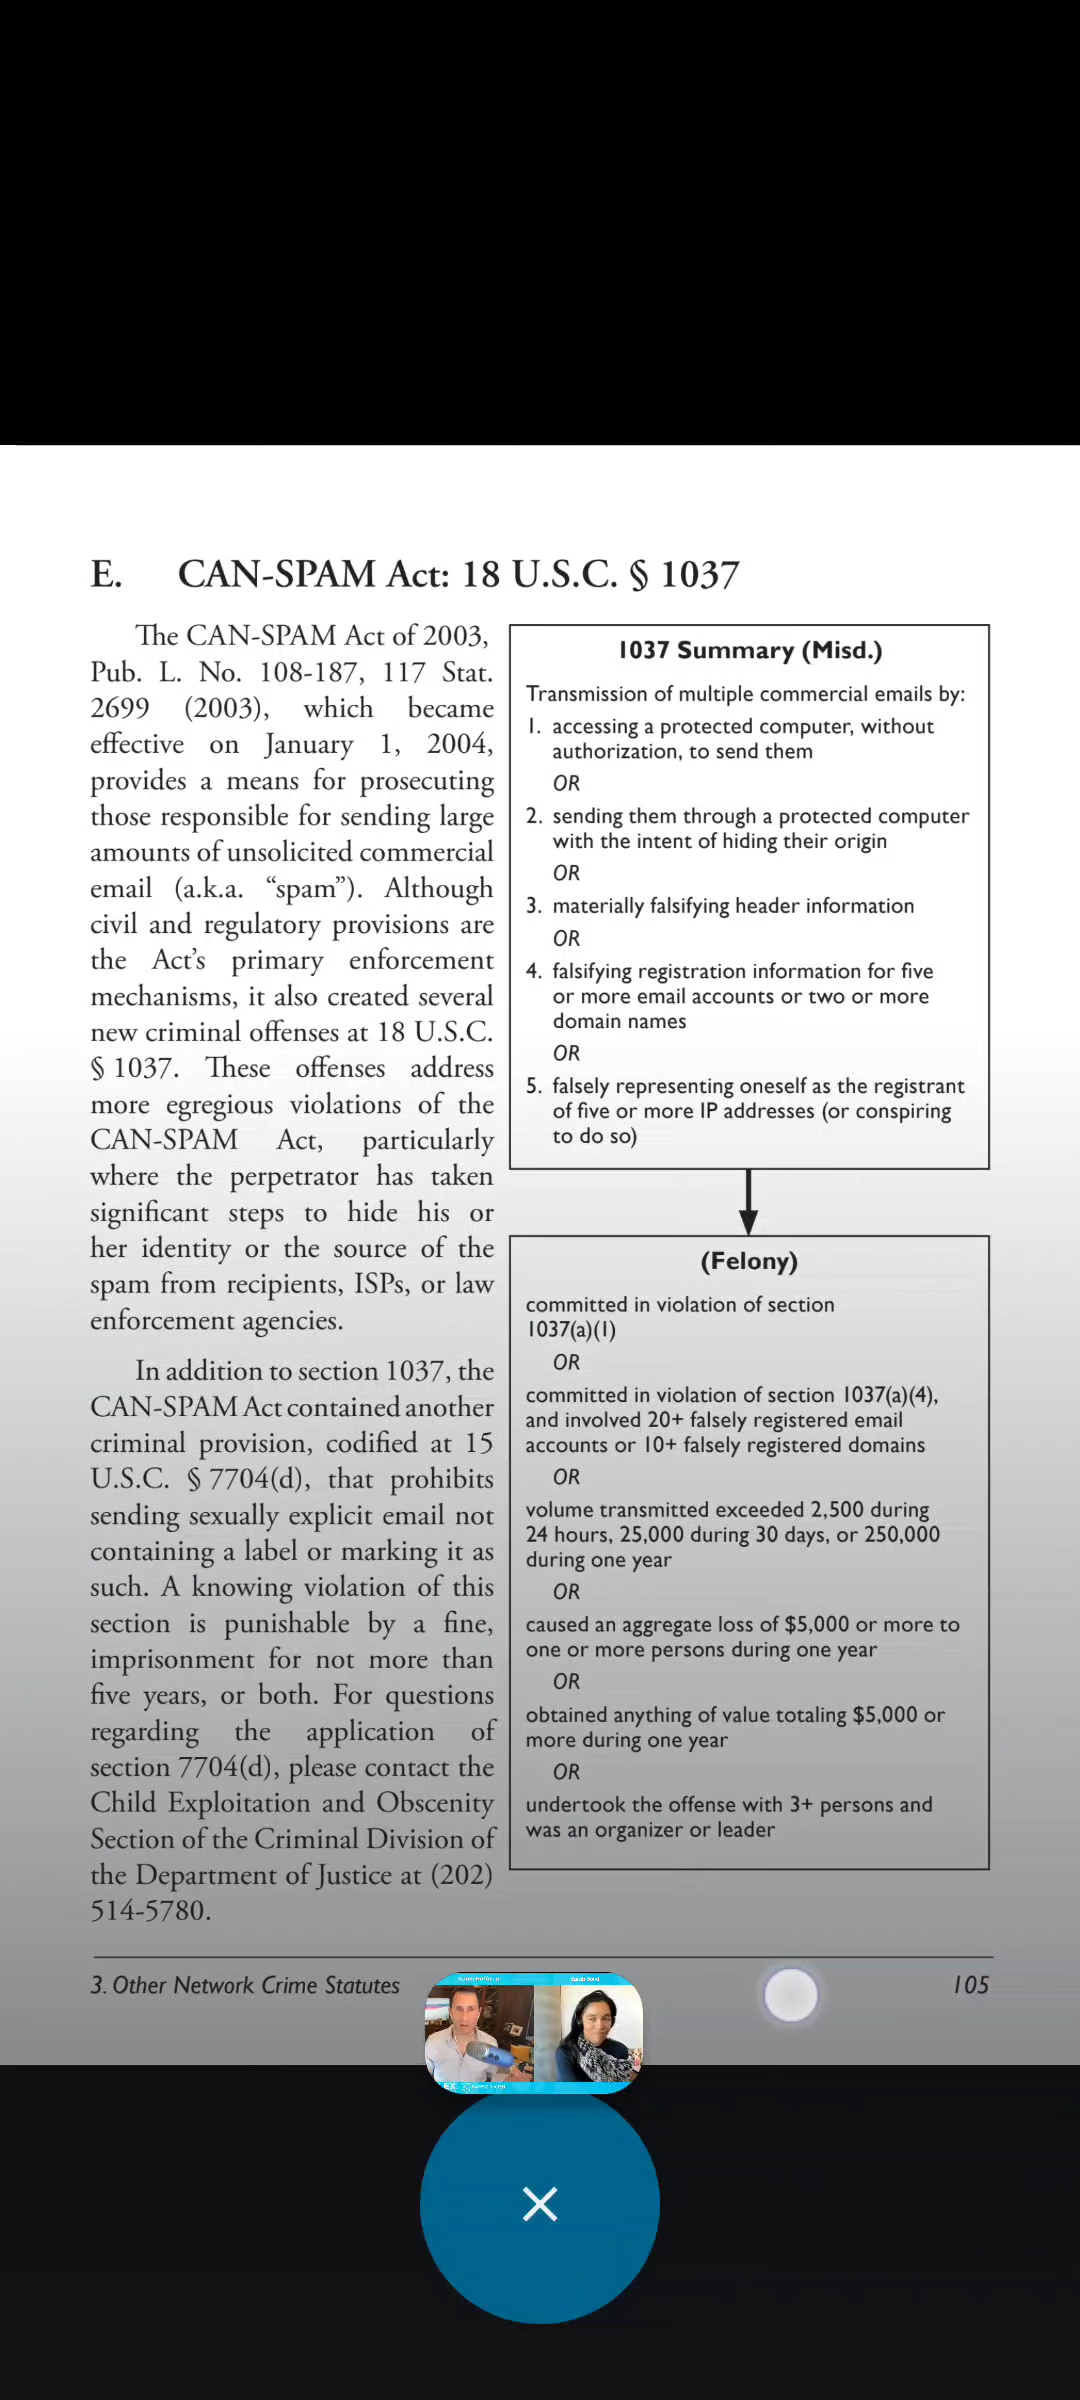 E. CAN-SPAM Act: 18 U.S.C. § 1037
The CAN-SPAM Act of 2003,
Pub. L. No. 108-187, 117 Stat.
2699 (2003), which became
effective on January 1, 2004,
provides a means for prosecuting
those responsible for sending large
amounts of unsolicited commercial
email (a.k.a. “spam”). Although
civil and regulatory provisions are
the Act’s primary enforcement
mechanisms, it also created several
new criminal offenses at 18 U.S.C.
§ 1037. These offenses address
more egregious violations of the
CAN-SPAM Act, particularly
where the perpetrator has taken
significant steps to hide his or
her identity or the source of the
spam from recipients, ISPs, or law
enforcement agencies.
In addition to section 1037, the
CAN-SPAM Act contained another
criminal provision, codified at 15
U.S.C. § 7704(d), that prohibits
sending sexually explicit email not
containing a label or marking it as
such. A knowing violation of this
section is punishable by a fine,
imprisonment for not more than
five years, or both. For questions
regarding the application of
section 7704(d), please contact the
Child Exploitation and Obscenity
Section of the Criminal Division of
the Department of Justice at (202)
514-5780.
1037 Summary (Misd.)
Transmission of multiple commercial emails by:
1. accessing a protected computer, without
authorization, to send them
OR
2. sending them through a protected computer
with the intent of hiding their origin
OR
3. materially falsifying header information
OR
4. falsifying registration information for five
or more email accounts or two or more
domain names
OR
5. falsely representing oneself as the registrant
of five or more IP addresses (or conspiring
to do so)
(Felony)
committed in violation of section
1037(a)(1)
OR
committed in violation of section 1037(a)(4),
and involved 20+ falsely registered email
accounts or 10+ falsely registered domains
OR
volume transmitted exceeded 2,500 during
24 hours, 25,000 during 30 days, or 250,000
during one year
OR
caused an aggregate loss of $5,000 or more to
one or more persons during one year
OR
obtained anything of value totaling $5,000 or
more during one year
OR
undertook the offense with 3+ persons and
was an organizer or leader
3. Other Network Crime Statutes
105